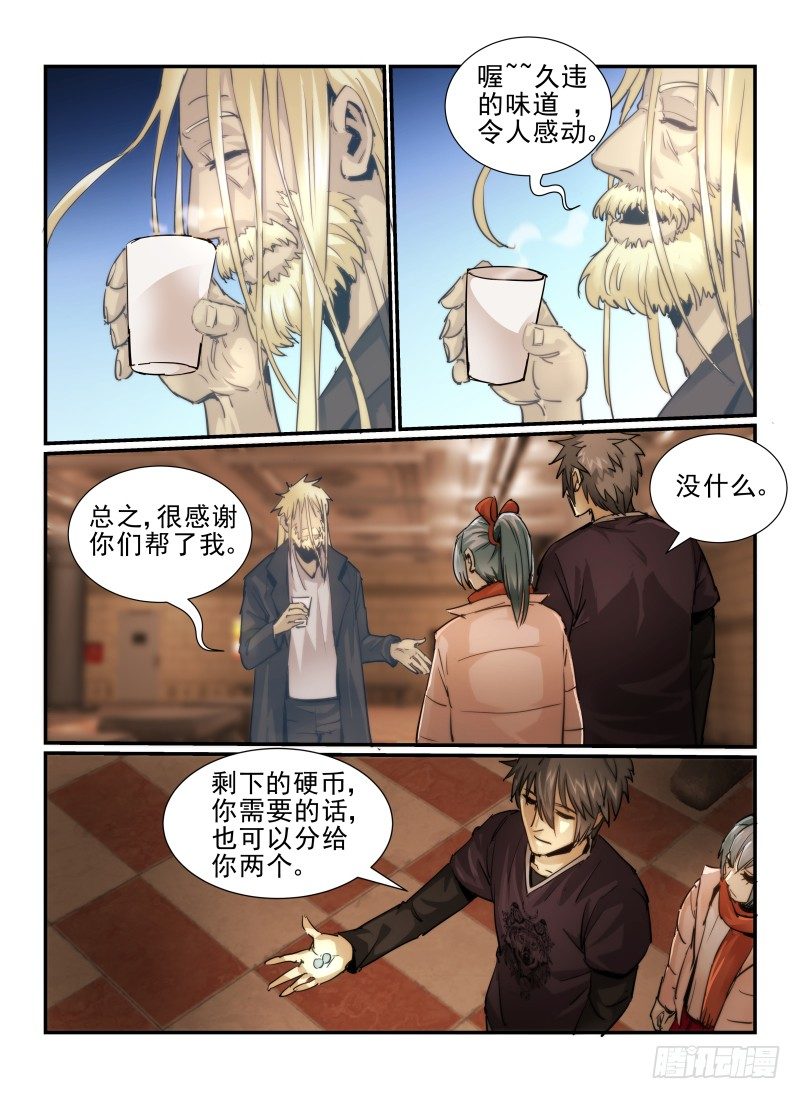 喔~~久违
的味道，
令人感动。
总之，很感谢
你们帮了我。
没什么。
剩下的硬币，
你需要的话，
也可以分给
你两个。
腾讯动漫